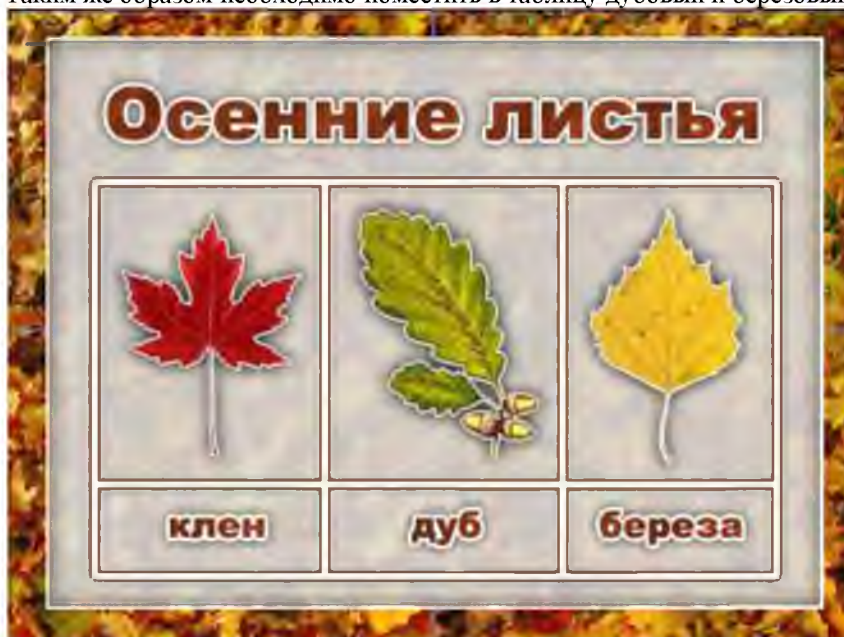 таким же образом необходимо поместить в таблицу дубовый и березовый
Осенние листья
клен
дуб
береза